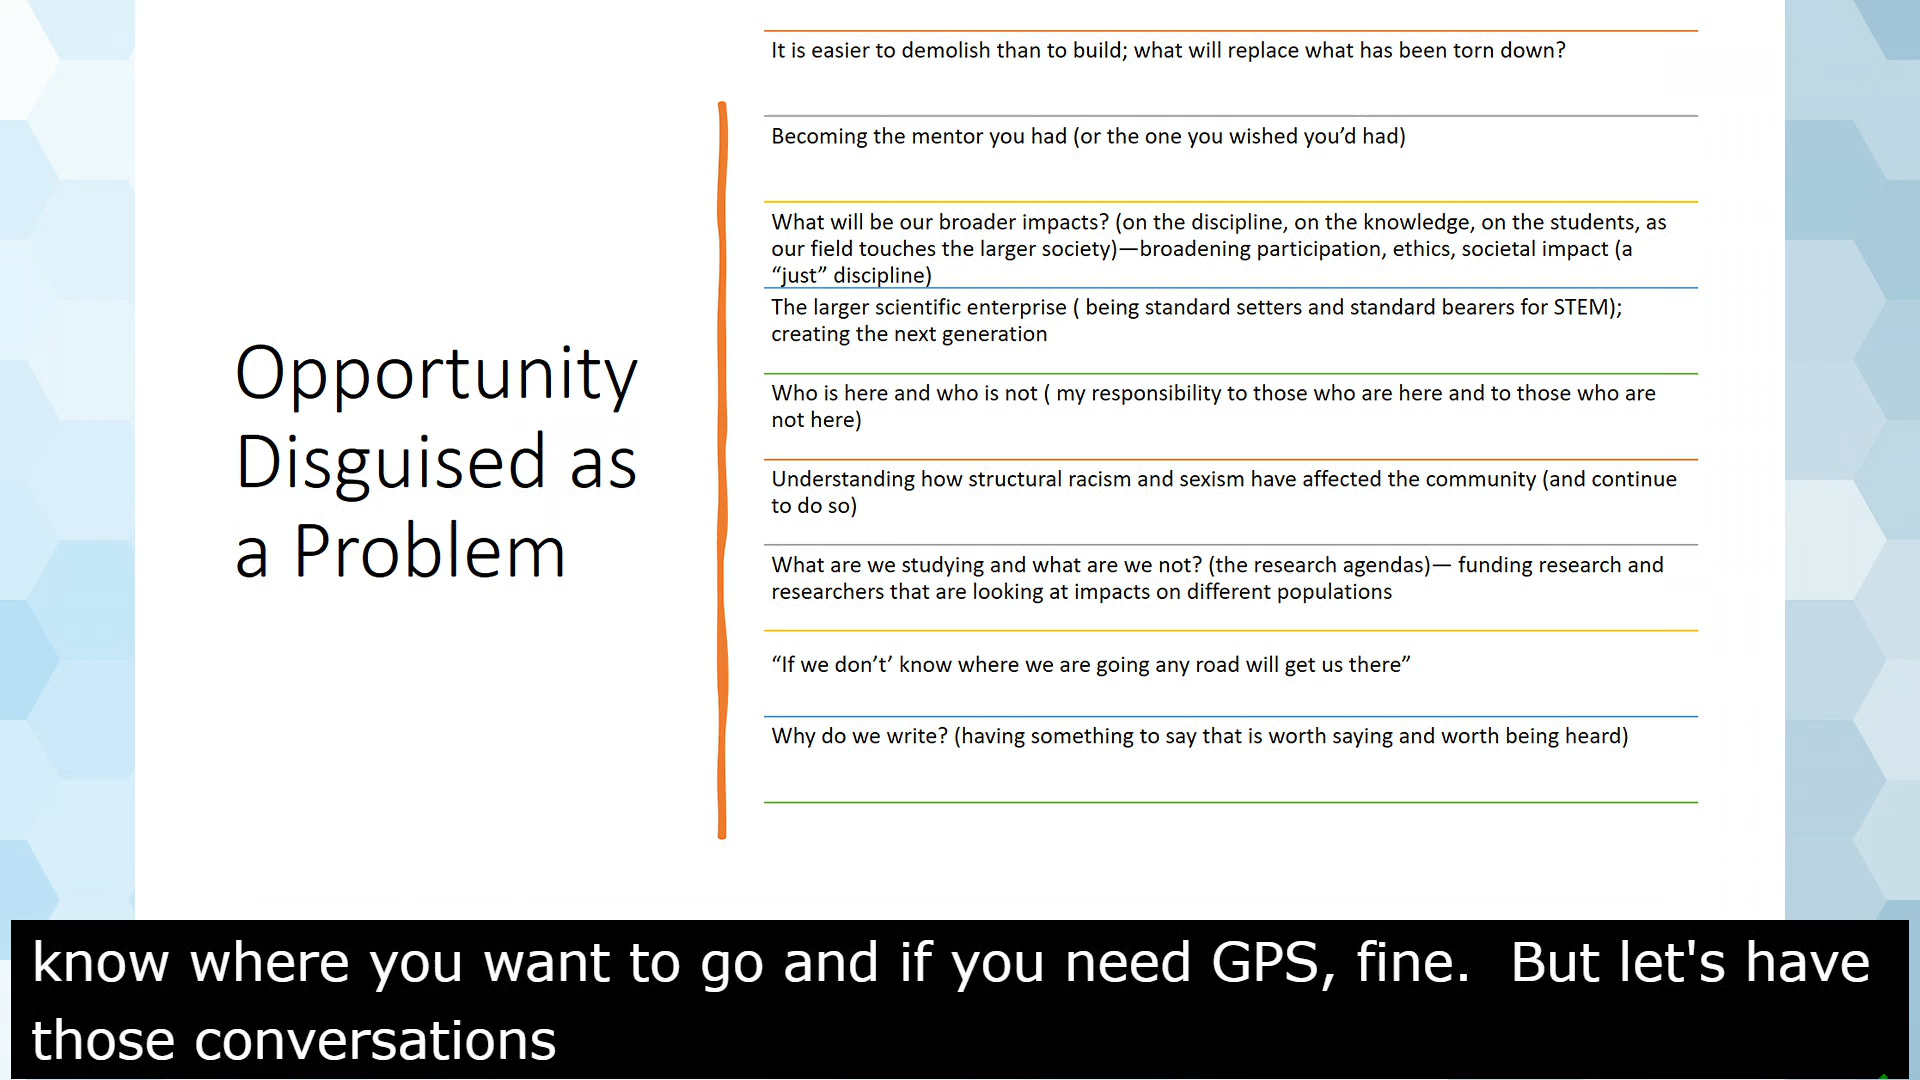 Opportunity
Disguised as
a Problem
It is easier to demolish than to build; what will replace what has been torn down?
Becoming the mentor you had (or the one you wished you’d had)
What will be our broader impacts? (on the discipline, on the knowledge, on the students, as
our field touches the larger society)—broadening participation, ethics, societal impact (a
“just” discipline)
The larger scientific enterprise ( being standard setters and standard bearers for STEM);
creating the next generation
Who is here and who is not ( my responsibility to those who are here and to those who are
not here)
Understanding how structural racism and sexism have affected the community (and continue
to do so)
What are we studying and what are we not? (the research agendas)— funding research and
researchers that are looking at impacts on different populations
“If we don’t’ know where we are going any road will get us there”
Why do we write? (having something to say that is worth saying and worth being heard)
know where you want to go and if you need GPS, fine.  But let's have
those conversations